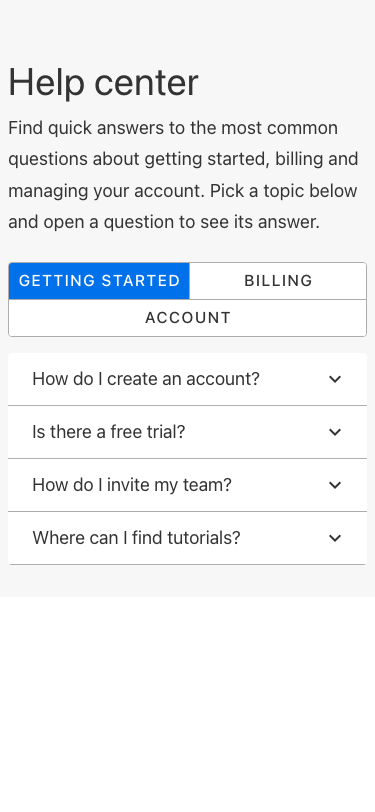 Help center
Find quick answers to the most common
questions about getting started, billing and
managing your account. Pick a topic below
and open a question to see its answer.
GETTING STARTED
BILLING
ACCOUNT
How do I create an account?
Is there a free trial?
How do I invite my team?
Where can I find tutorials?